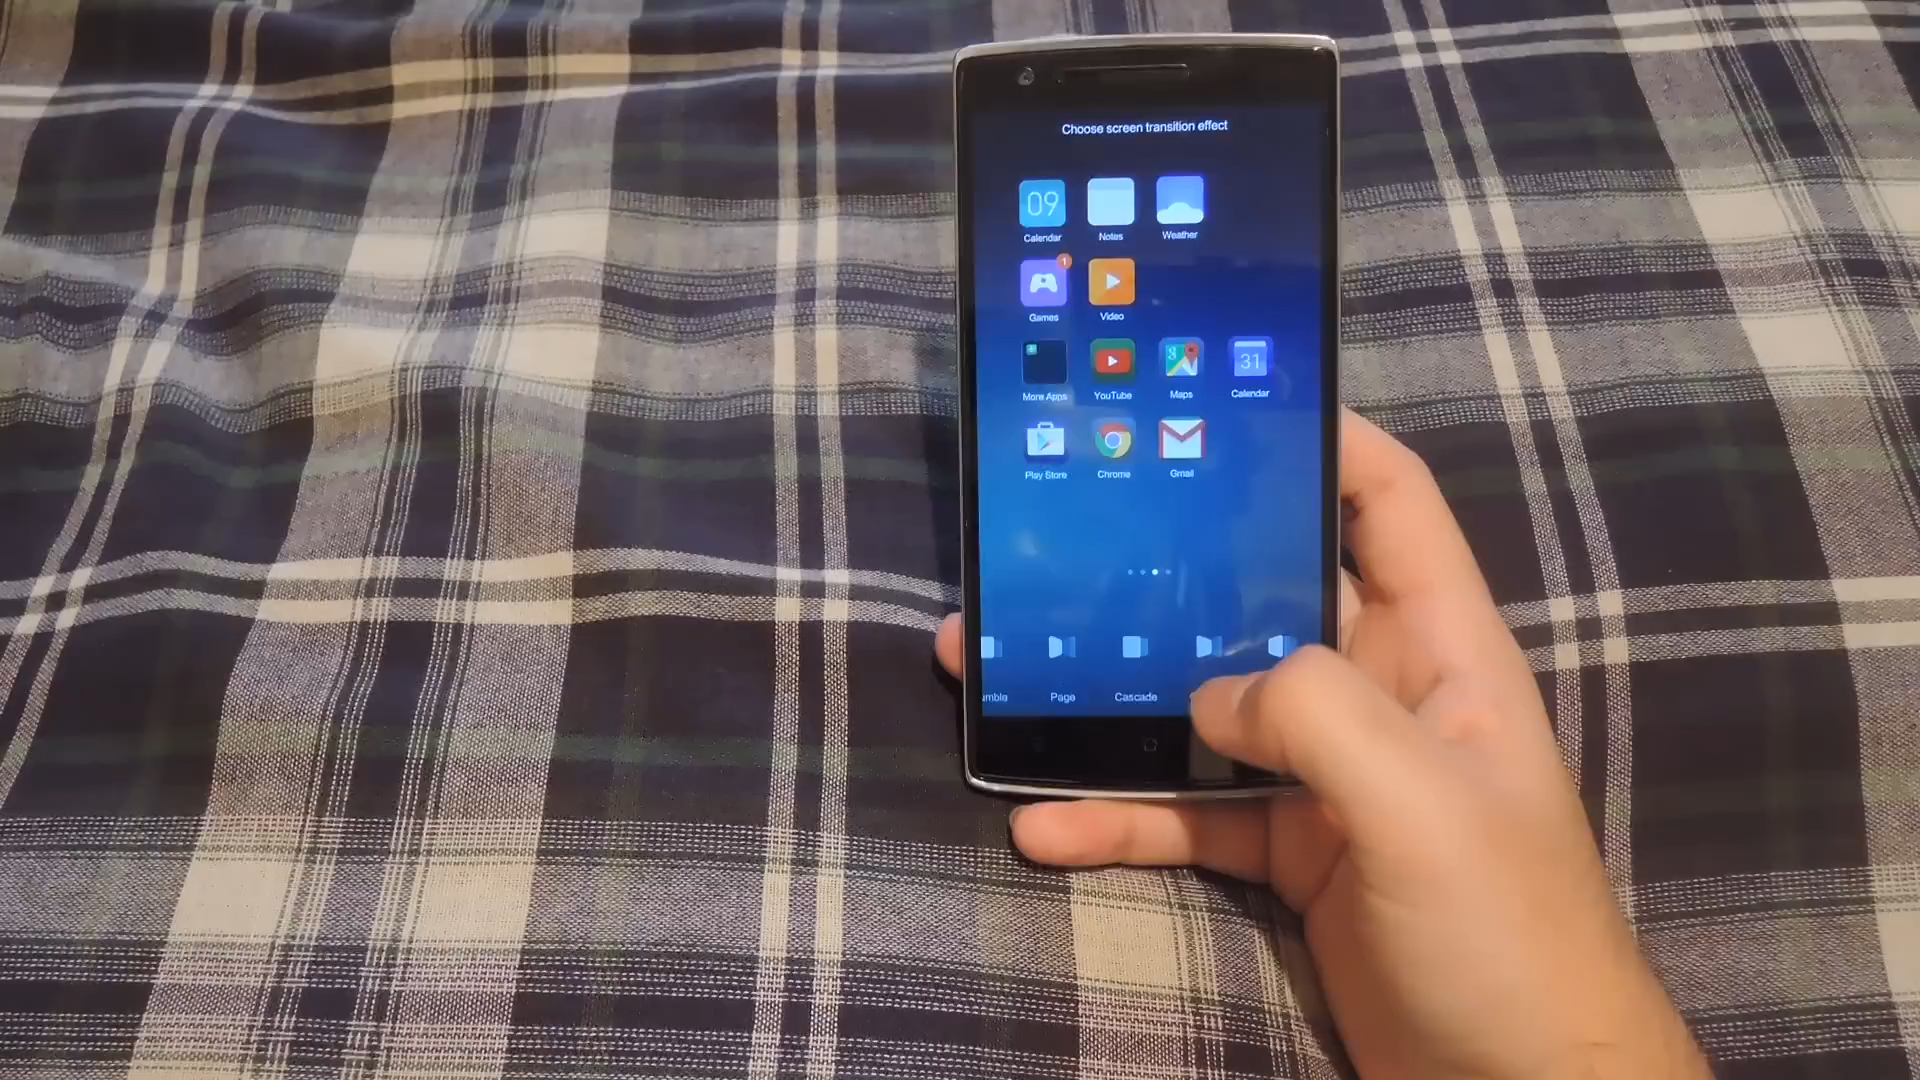 Choose screen transition effect
09
Calendar Notes Weather
1
Games Video
31
More Apps YouTube Maps Calendar
Play Store Chrome Gmail
umble Page Cascade